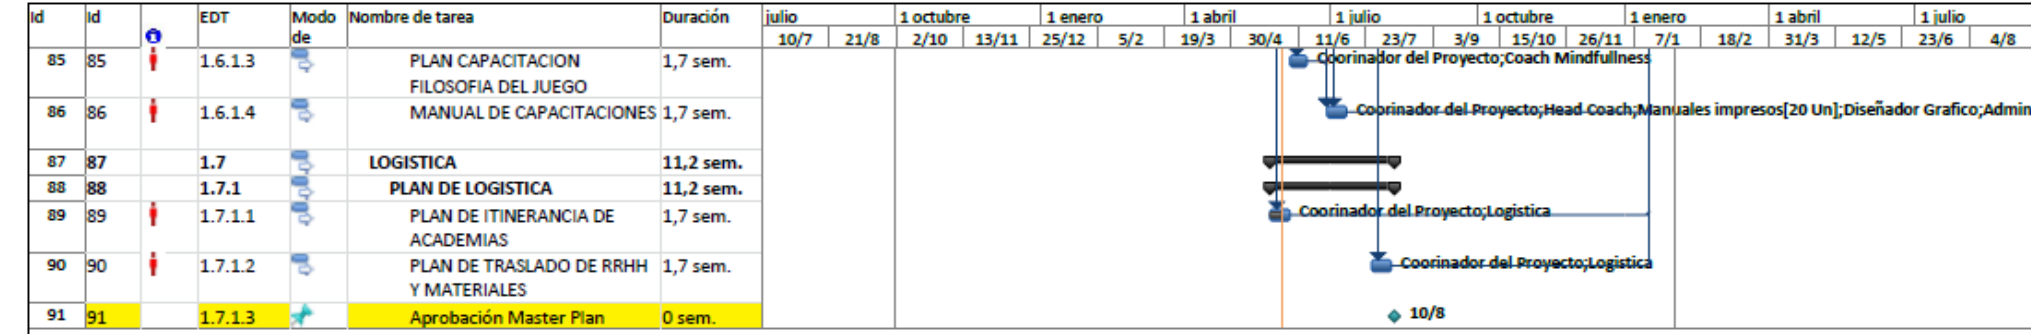 Id Id EDT Modo de Nombre de tarea Duración julio 1 octubre 1 enero 1 abril 1 julio 1 octubre 1 enero 1 abril 1 julio
10/7 21/8 2/10 13/11 25/12 5/2 19/3 30/4 11/6 23/7 3/9 15/10 26/11 7/1 18/2 31/3 12/5 23/6 4/8
85 85 1.6.1.3 PLAN CAPACITACION 1,7 sem. Coorinador del Proyecto;Coach Mindfullness
FILOSOFIA DEL JUEGO
86 86 1.6.1.4 MANUAL DE CAPACITACIONES 1,7 sem. Coorinador del Proyecto;Head Coach;Manuales impresos[20 Un];Diseñador Grafico;Admin
87 87 1.7 LOGISTICA 11,2 sem.
88 88 1.7.1 PLAN DE LOGISTICA 11,2 sem.
89 89 1.7.1.1 PLAN DE ITINERANCIA DE 1,7 sem. Coorinador del Proyecto;Logistica
ACADEMIAS
90 90 1.7.1.2 PLAN DE TRASLADO DE RRHH 1,7 sem. Coorinador del Proyecto;Logistica
Y MATERIALES
91 91 1.7.1.3 Aprobación Master Plan 0 sem. 10/8